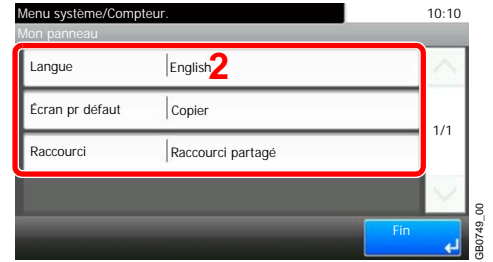 Menu système/Compteur. 10:10
Mon panneau
Langue English 2
Écran pr défaut Copier
1/1
Raccourci Raccourci partagé
Fin
GB0749_00